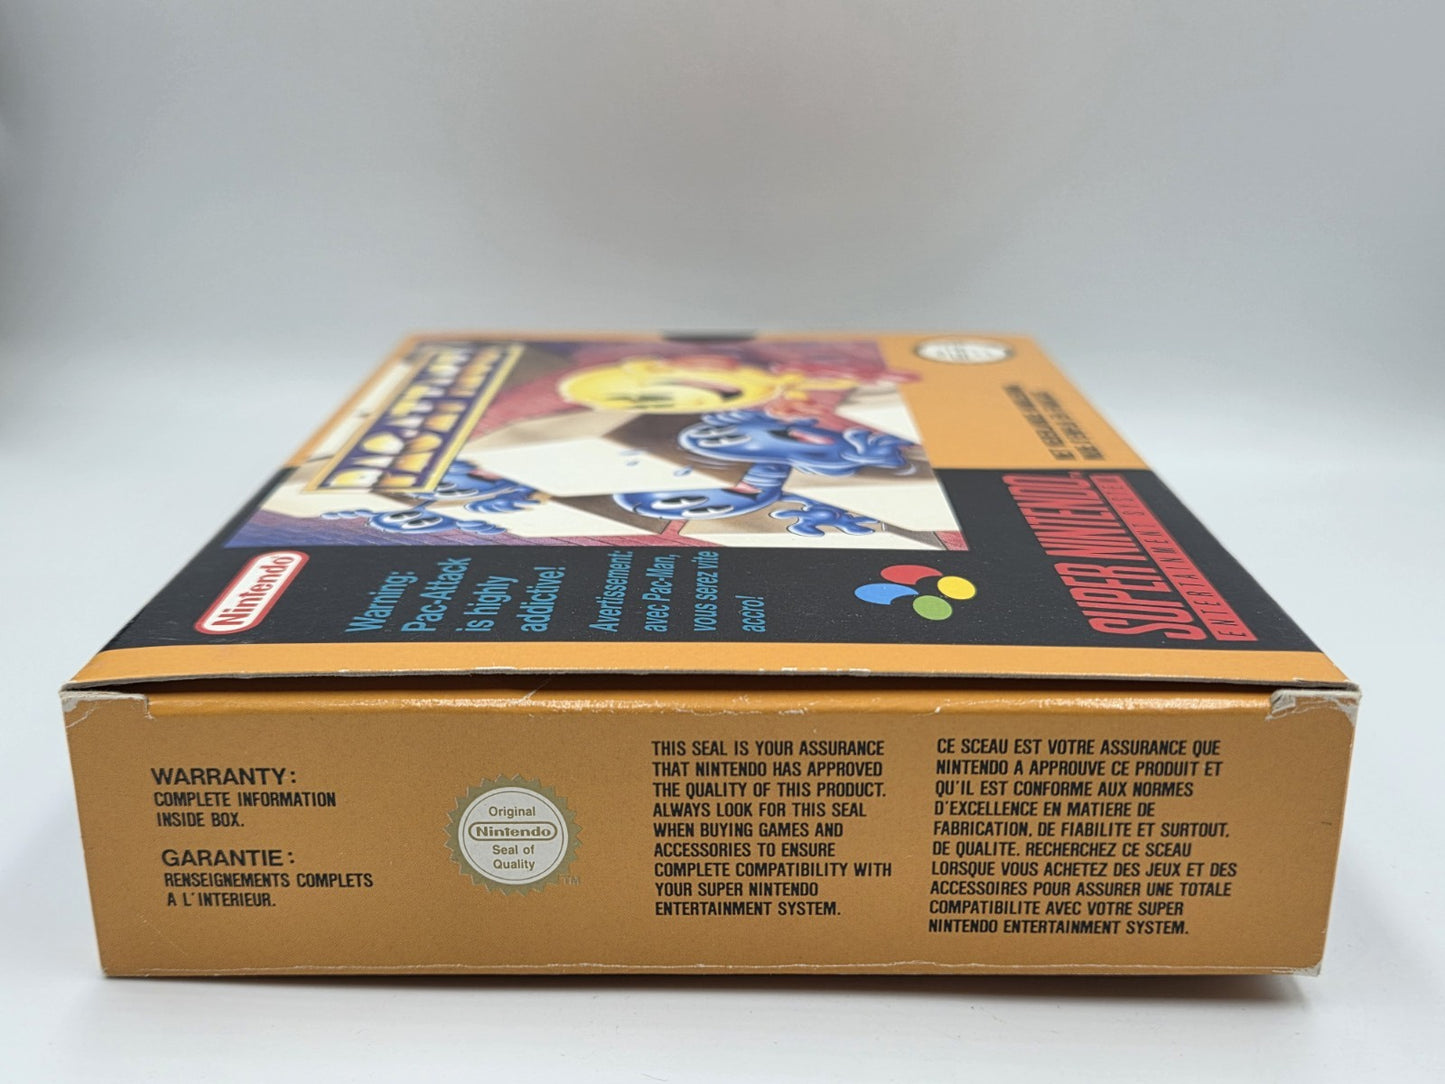 PAC-ATTACK
Nintendo
Warning:
Pac-Attack
is highly
addictive!
Avertissement:
avec Pac-Man,
vous serez vite
accro!
SUPER NINTENDO
ENTERTAINMENT SYSTEM
WARRANTY:
COMPLETE INFORMATION
INSIDE BOX.
GARANTIE:
RENSEIGNEMENTS COMPLETS
A L'INTERIEUR.
Original
Nintendo
Seal of
Quality
TM
THIS SEAL IS YOUR ASSURANCE
THAT NINTENDO HAS APPROVED
THE QUALITY OF THIS PRODUCT.
ALWAYS LOOK FOR THIS SEAL
WHEN BUYING GAMES AND
ACCESSORIES TO ENSURE
COMPLETE COMPATIBILITY WITH
YOUR SUPER NINTENDO
ENTERTAINMENT SYSTEM.
CE SCEAU EST VOTRE ASSURANCE QUE
NINTENDO A APPROUVE CE PRODUIT ET
QU'IL EST CONFORME AUX NORMES
D'EXCELLENCE EN MATIERE DE
FABRICATION, DE FIABILITE ET SURTOUT,
DE QUALITE. RECHERCHEZ CE SCEAU
LORSQUE VOUS ACHETEZ DES JEUX ET DES
ACCESSOIRES POUR ASSURER UNE TOTALE
COMPATIBILITE AVEC VOTRE SUPER
NINTENDO ENTERTAINMENT SYSTEM.